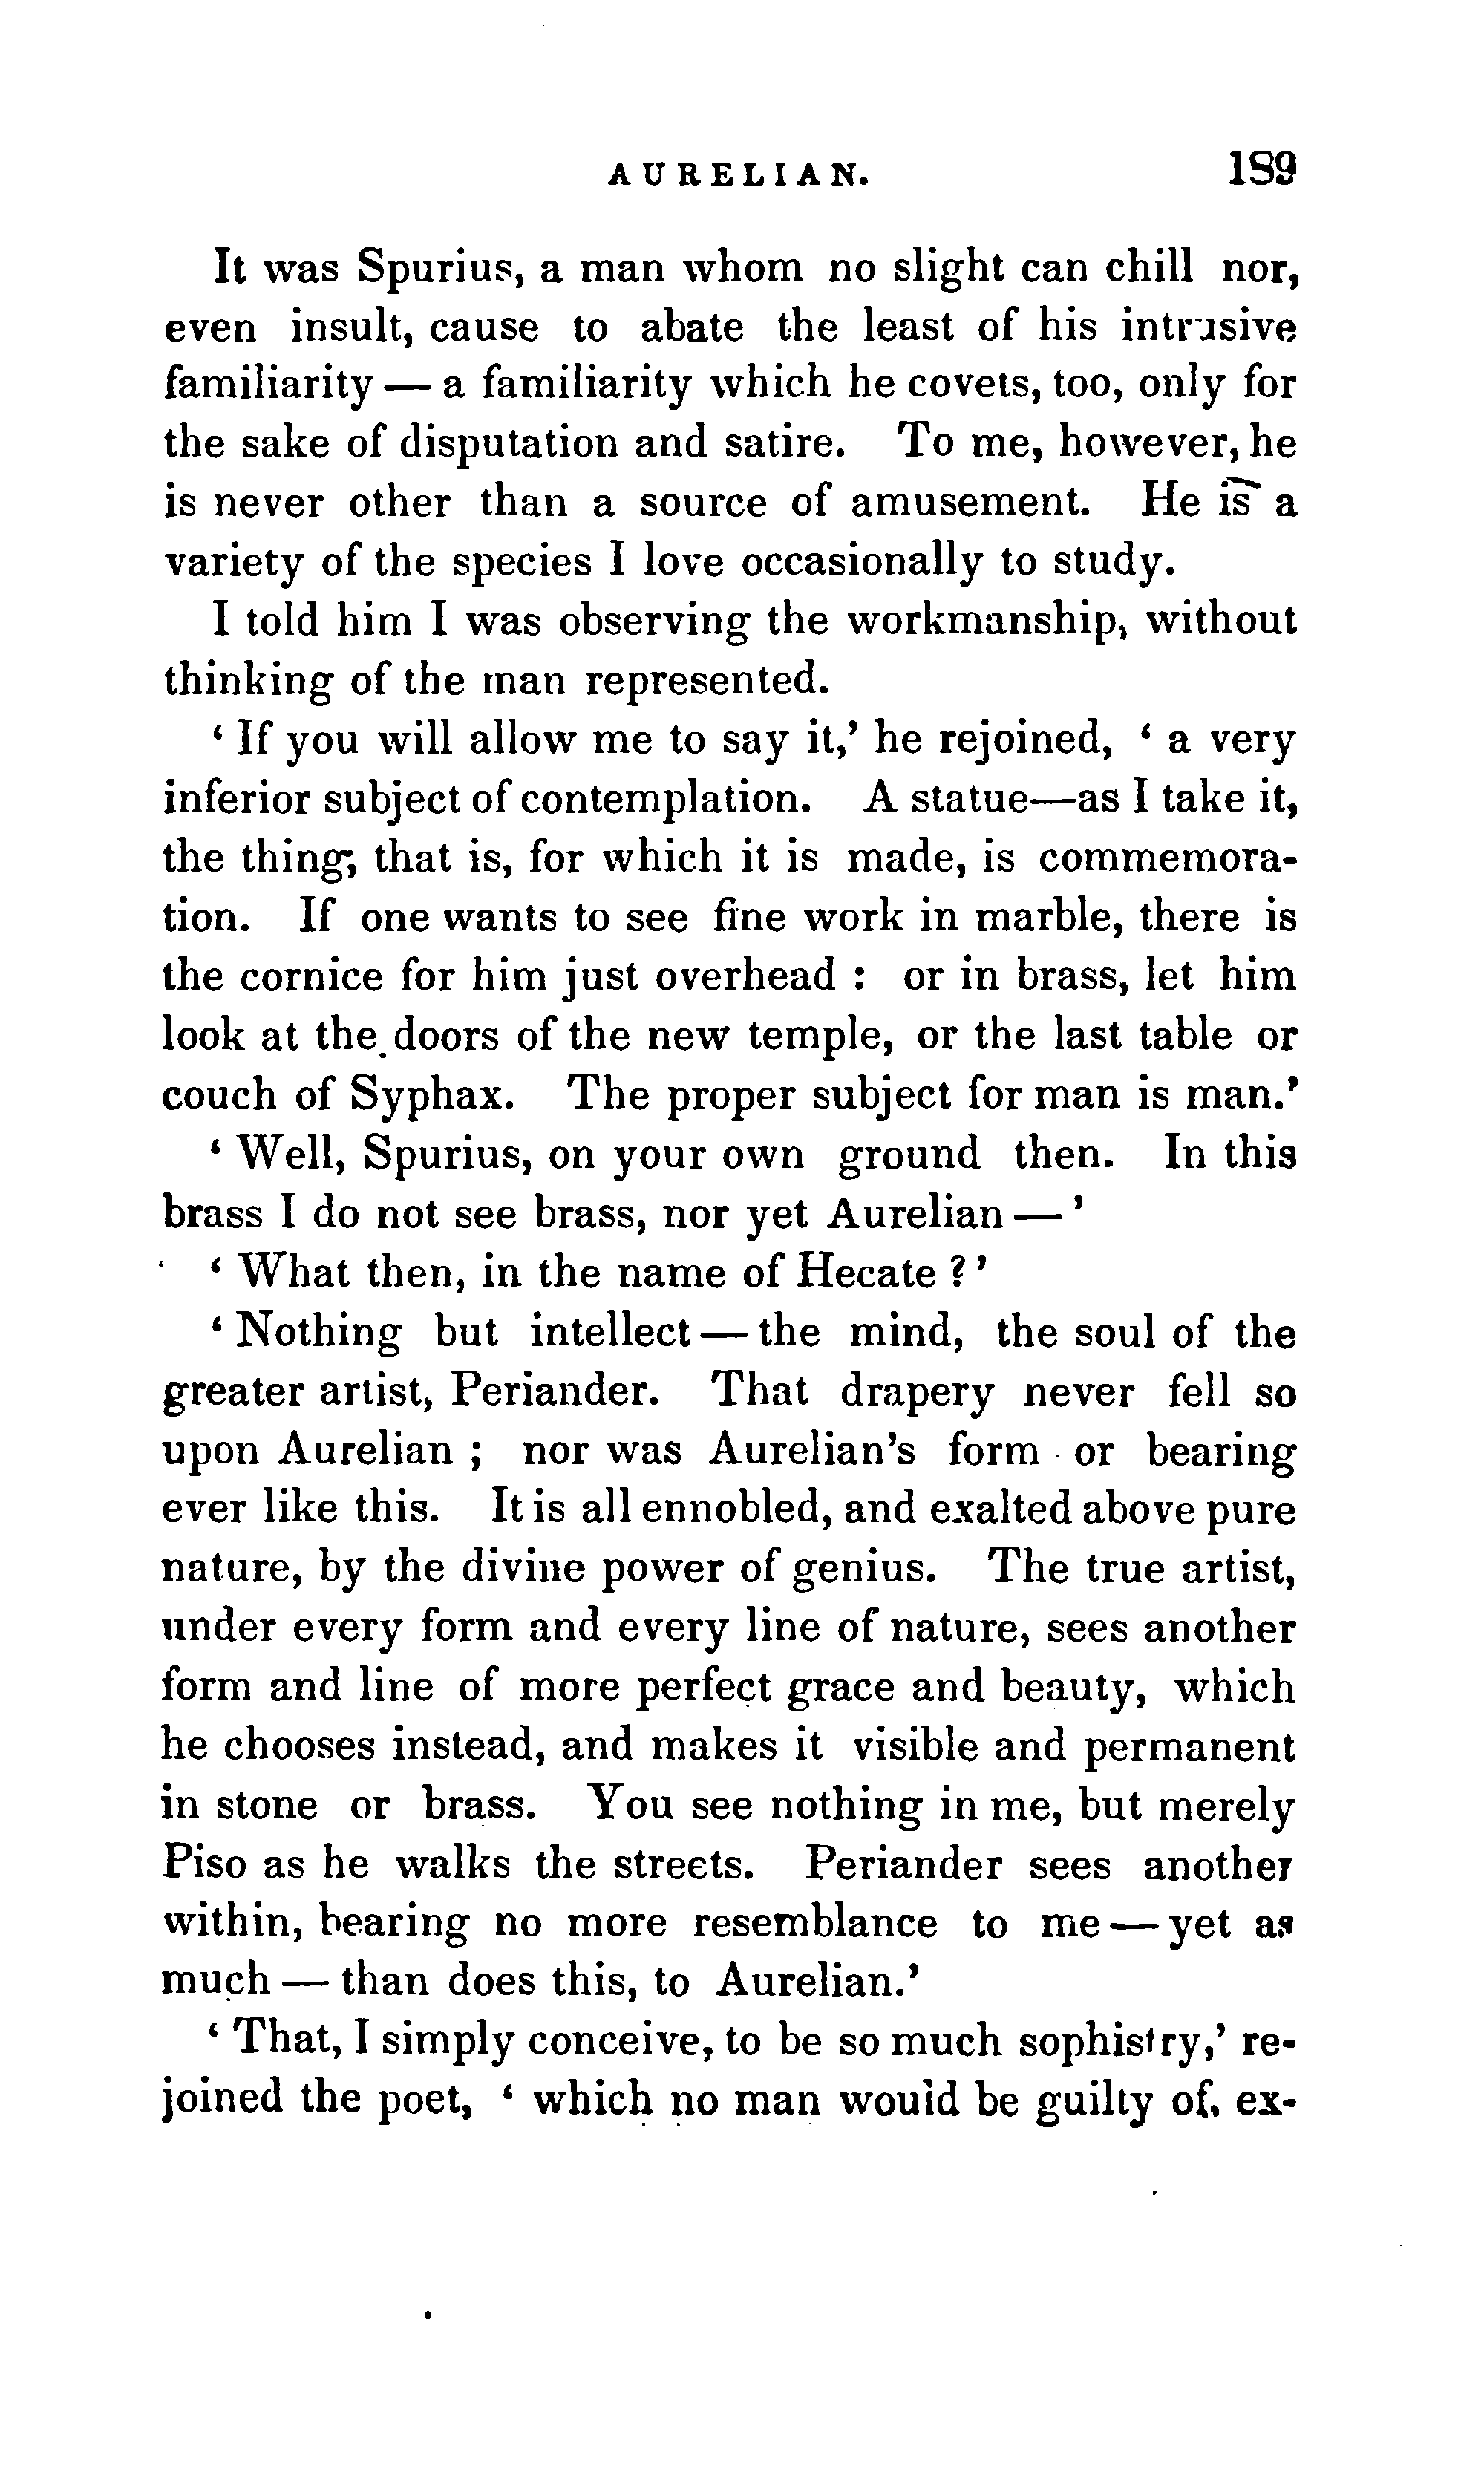 AURELIAN. 189
It was Spurius, a man whom no slight can chill nor,
even insult, cause to abate the least of his intrusive
familiarity — a familiarity which he covets, too, only for
the sake of disputation and satire. To me, however, he
is never other than a source of amusement. He is a
variety of the species I love occasionally to study.
I told him I was observing the workmanship, without
thinking of the man represented.
‘ If you will allow me to say it,’ he rejoined, ‘ a very
inferior subject of contemplation. A statue—as I take it,
the thing, that is, for which it is made, is commemora-
tion. If one wants to see fine work in marble, there is
the cornice for him just overhead : or in brass, let him
look at the doors of the new temple, or the last table or
couch of Syphax. The proper subject for man is man.’
‘ Well, Spurius, on your own ground then. In this
brass I do not see brass, nor yet Aurelian — ’
‘ What then, in the name of Hecate ? ’
‘ Nothing but intellect — the mind, the soul of the
greater artist, Periander. That drapery never fell so
upon Aurelian ; nor was Aurelian’s form or bearing
ever like this. It is all ennobled, and exalted above pure
nature, by the divine power of genius. The true artist,
under every form and every line of nature, sees another
form and line of more perfect grace and beauty, which
he chooses instead, and makes it visible and permanent
in stone or brass. You see nothing in me, but merely
Piso as he walks the streets. Periander sees another
within, bearing no more resemblance to me — yet as
much — than does this, to Aurelian.’
‘ That, I simply conceive, to be so much sophistry,’ re-
joined the poet, ‘ which no man would be guilty of, ex-